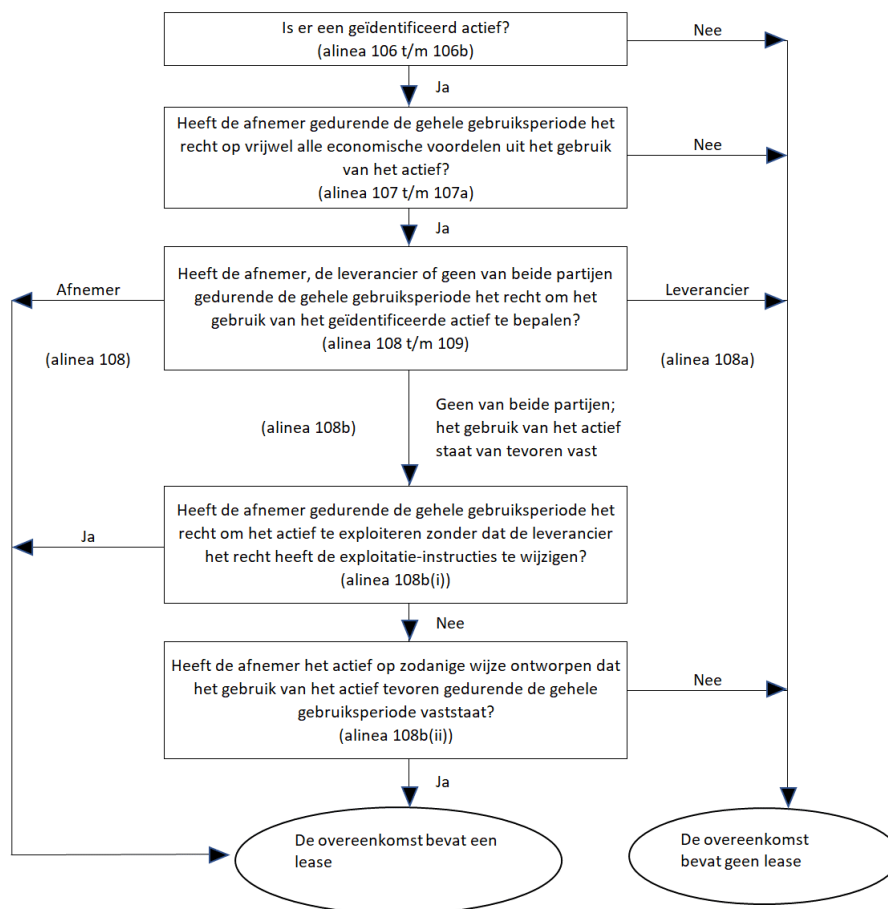 Is er een geïdentificeerd actief?
(alinea 106 t/m 106b)
Nee
Ja
Heeft de afnemer gedurende de gehele gebruiksperiode het
recht op vrijwel alle economische voordelen uit het gebruik
van het actief?
(alinea 107 t/m 107a)
Nee
Ja
Heeft de afnemer, de leverancier of geen van beide partijen
gedurende de gehele gebruiksperiode het recht om het
gebruik van het geïdentificeerde actief te bepalen?
(alinea 108 t/m 109)
Afnemer
(alinea 108)
Leverancier
(alinea 108a)
(alinea 108b)
Geen van beide partijen;
het gebruik van het actief
staat van tevoren vast
Heeft de afnemer gedurende de gehele gebruiksperiode het
recht om het actief te exploiteren zonder dat de leverancier
het recht heeft de exploitatie-instructies te wijzigen?
(alinea 108b(i))
Ja
Nee
Heeft de afnemer het actief op zodanige wijze ontworpen dat
het gebruik van het actief tevoren gedurende de gehele
gebruiksperiode vaststaat?
(alinea 108b(ii))
Nee
Ja
De overeenkomst bevat een
lease
De overeenkomst
bevat geen lease